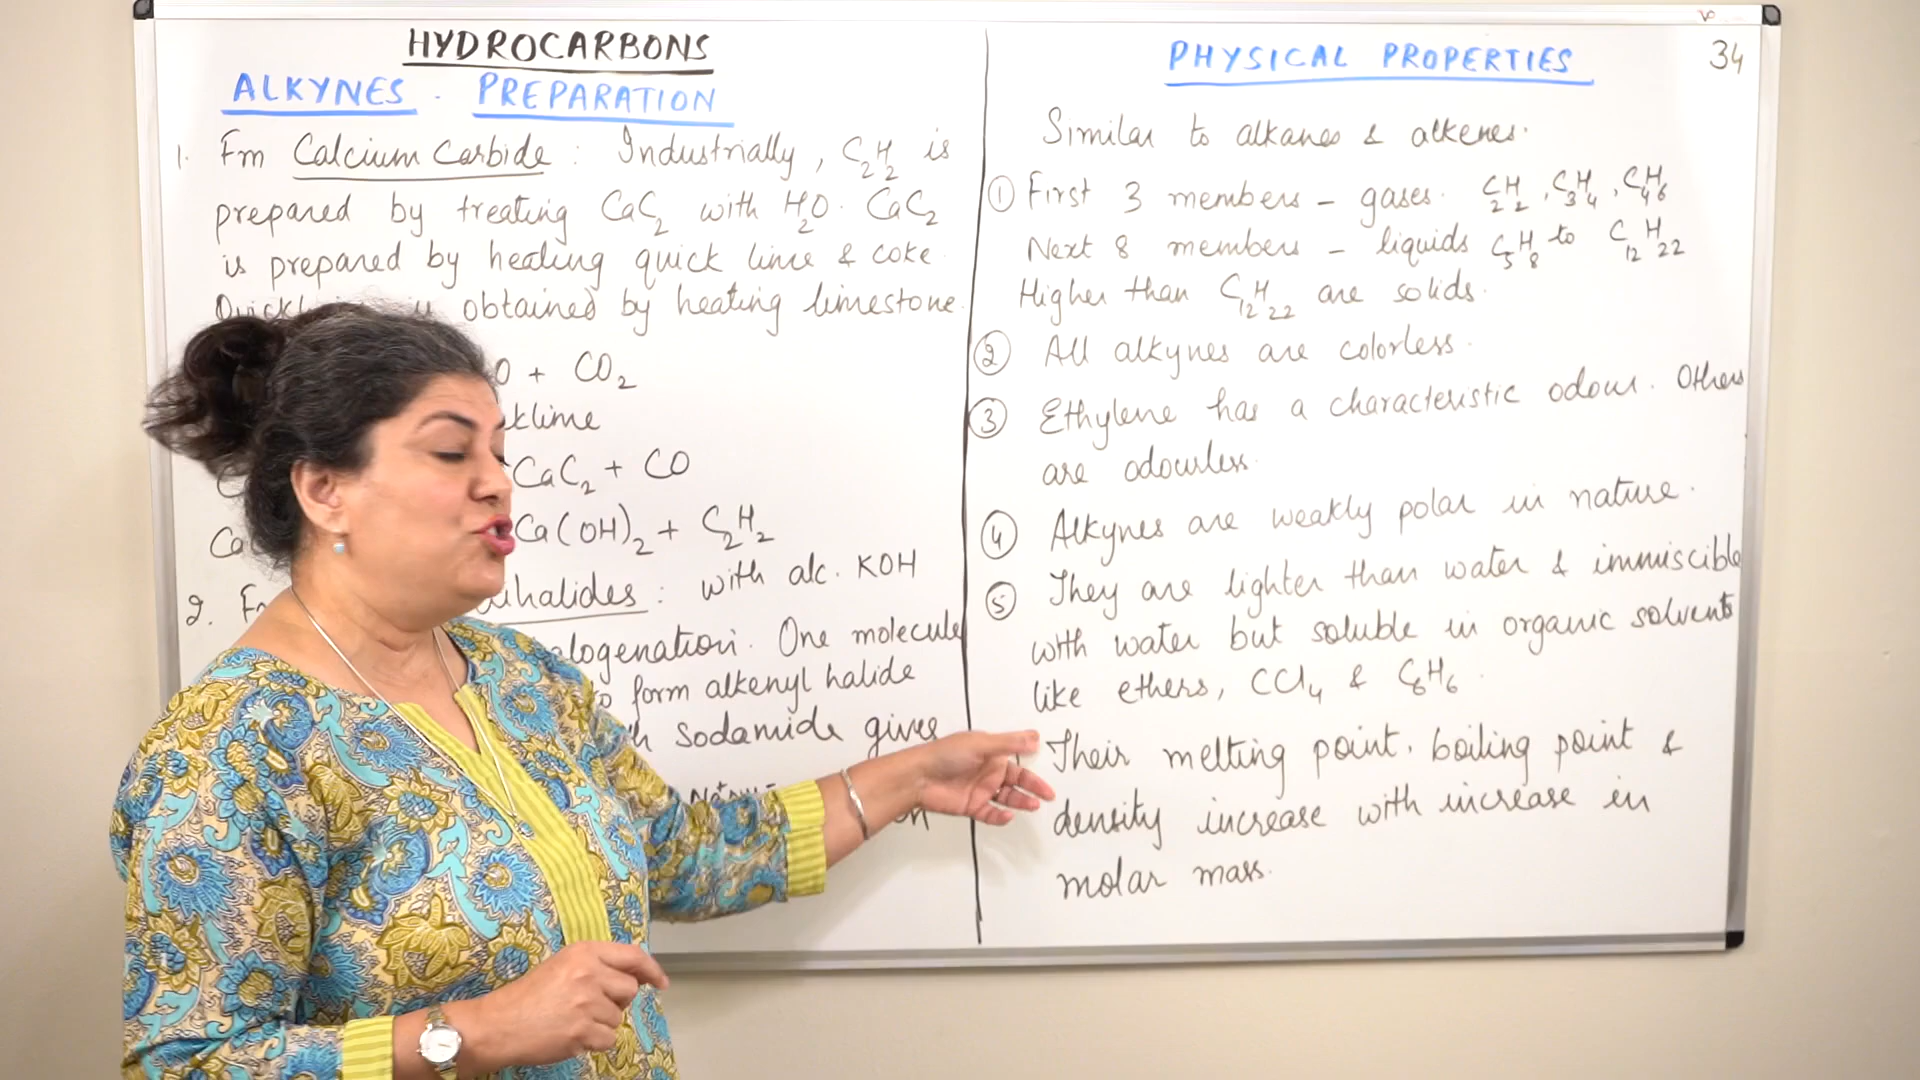 HYDROCARBONS
ALKYNES . PREPARATION
1. Fm Calcium Carbide : Industrially, C2H2 is
prepared by treating CaC2 with H2O. CaC2
is prepared by heating quick lime & coke
obtained by heating limestone.
O + CO2
klime
CaC2 + CO
Ca(OH)2 + C2H2
2. ihalides : with alc. KOH
alogenation. One molecule
to form alkenyl halide
Sodamide gives
PHYSICAL PROPERTIES
34
Similar to alkanes & alkenes.
① First 3 members - gases. C2H2, C3H4, C4H6
Next 8 members - liquids C5H8 to C12H22
Higher than C12H22 are solids.
② All alkynes are colorless.
③ Ethylene has a characteristic odour. Others
are odourless.
④ Alkynes are weakly polar in nature.
⑤ They are lighter than water & immiscible
with water but soluble in organic solvents
like ethers, CCl4 & C6H6.
Their melting point, boiling point &
density increase with increase in
molar mass.